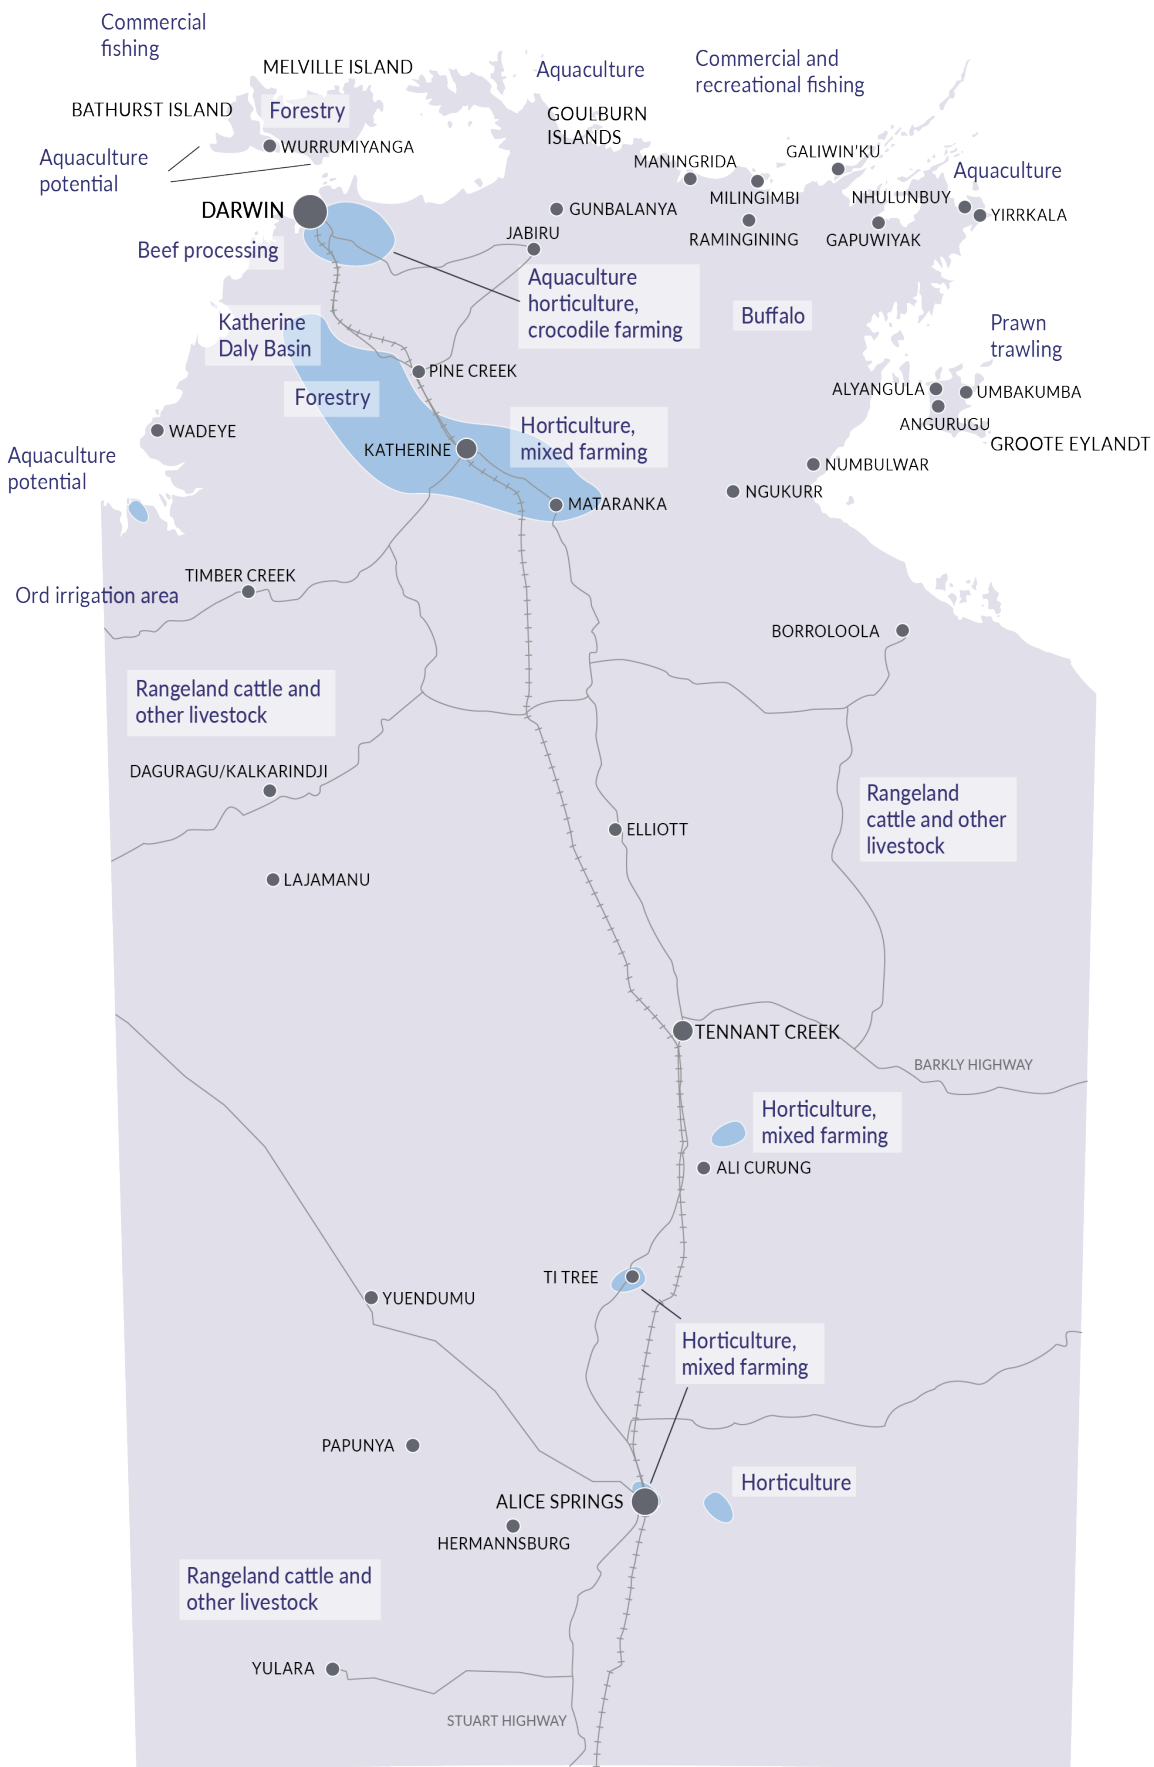 Commercial
fishing
MELVILLE ISLAND
Aquaculture
Commercial and
recreational fishing
BATHURST ISLAND
Forestry
GOULBURN
ISLANDS
WURRUMIYANGA
Aquaculture
potential
MANINGRIDA
GALIWIN'KU
Aquaculture
MILINGIMBI
NHULUNBUY
DARWIN
GUNBALANYA
YIRRKALA
JABIRU
RAMINGINING
GAPUWIYAK
Beef processing
Aquaculture
horticulture,
crocodile farming
Buffalo
Katherine
Daly Basin
Prawn
trawling
PINE CREEK
Forestry
ALYANGULA
UMBAKUMBA
ANGURUGU
GROOTE EYLANDT
WADEYE
Horticulture,
mixed farming
KATHERINE
Aquaculture
potential
NUMBULWAR
NGUKURR
MATARANKA
TIMBER CREEK
Ord irrigation area
BORROLOOLA
Rangeland cattle and
other livestock
DAGURAGU/KALKARINDJI
Rangeland
cattle and other
livestock
ELLIOTT
LAJAMANU
TENNANT CREEK
BARKLY HIGHWAY
Horticulture,
mixed farming
ALI CURUNG
TI TREE
YUENDUMU
Horticulture,
mixed farming
PAPUNYA
Horticulture
ALICE SPRINGS
HERMANNSBURG
Rangeland cattle and
other livestock
YULARA
STUART HIGHWAY